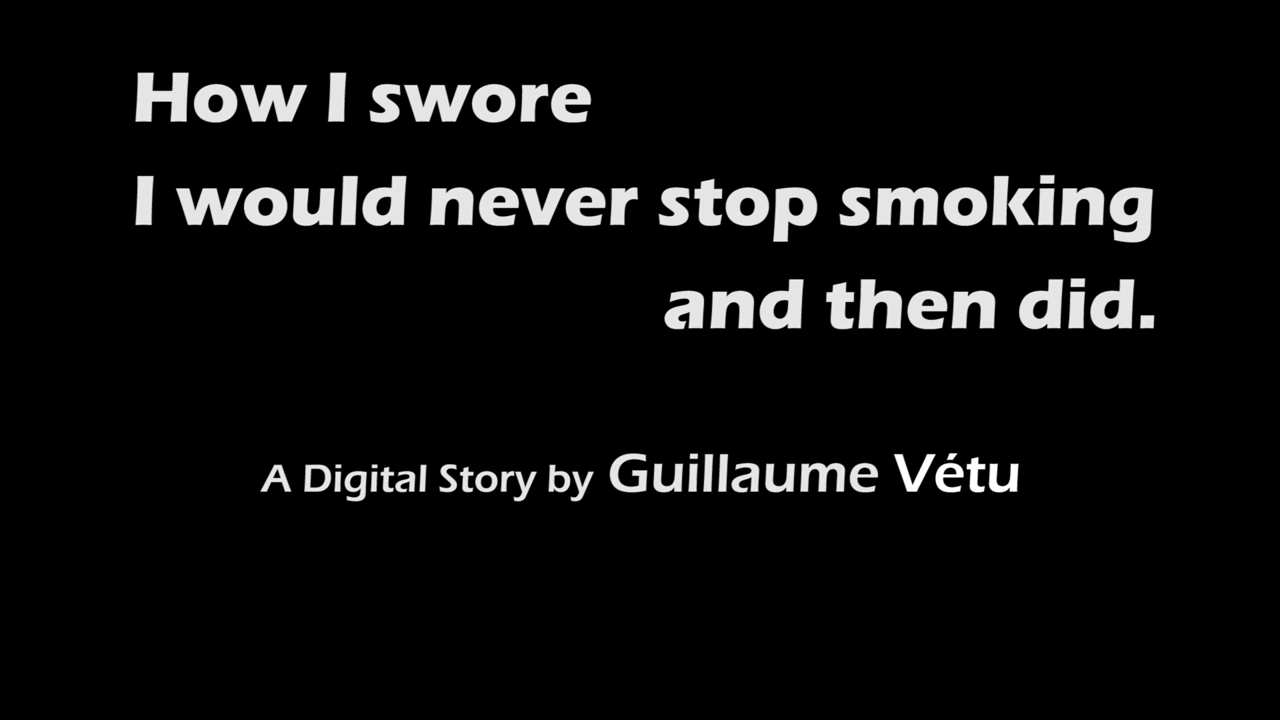 How I swore
I would never stop smoking
and then did.
A Digital Story by Guillaume Vétu